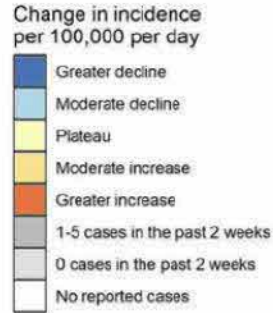 Change in incidence
per 100,000 per day
Greater decline
Moderate decline
Plateau
Moderate increase
Greater increase
1-5 cases in the past 2 weeks
0 cases in the past 2 weeks
No reported cases